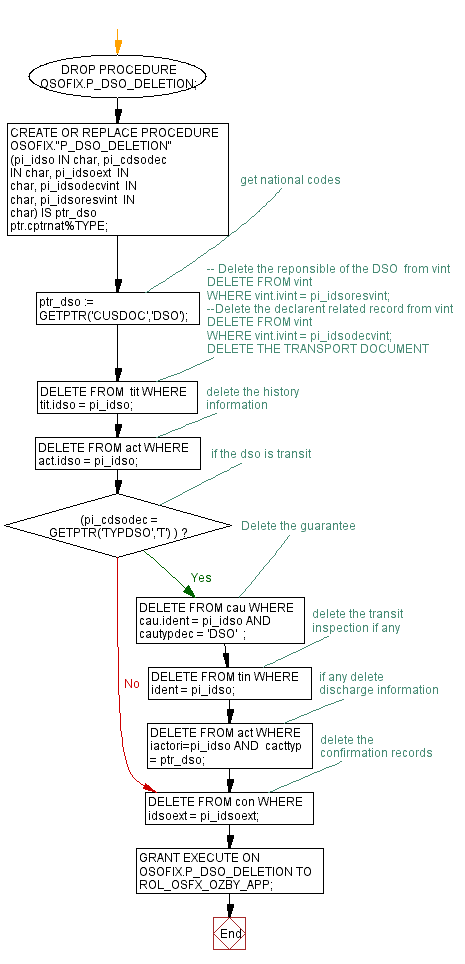 DROP PROCEDURE
OSOFIX.P_DSO_DELETION;
CREATE OR REPLACE PROCEDURE
OSOFIX."P_DSO_DELETION"
(pi_idso IN char, pi_cdsodec
IN char, pi_idsoext  IN
char, pi_idsodecvint  IN
char, pi_idsoresvint  IN
char) IS ptr_dso
ptr.cptrnat%TYPE;
get national codes
ptr_dso :=
GETPTR('CUSDOC','DSO');
-- Delete the reponsible of the DSO  from vint
DELETE FROM vint
WHERE vint.ivint = pi_idsoresvint;
--Delete the declarent related record from vint
DELETE FROM vint
WHERE vint.ivint = pi_idsodecvint;
DELETE THE TRANSPORT DOCUMENT
DELETE FROM  tit WHERE
tit.idso = pi_idso;
delete the history
information
DELETE FROM act WHERE
act.idso = pi_idso;
if the dso is transit
(pi_cdsodec =
GETPTR('TYPDSO','T') ) ?
Delete the guarantee
Yes
DELETE FROM cau WHERE
cau.ident = pi_idso AND
cautypdec = 'DSO'  ;
delete the transit
inspection if any
DELETE FROM tin WHERE
ident = pi_idso;
No
if any delete
discharge information
DELETE FROM act WHERE
iactori=pi_idso AND  cacttyp
= ptr_dso;
delete the
confirmation records
DELETE FROM con WHERE
idsoext = pi_idsoext;
GRANT EXECUTE ON
OSOFIX.P_DSO_DELETION TO
ROL_OSFX_OZBY_APP;
End